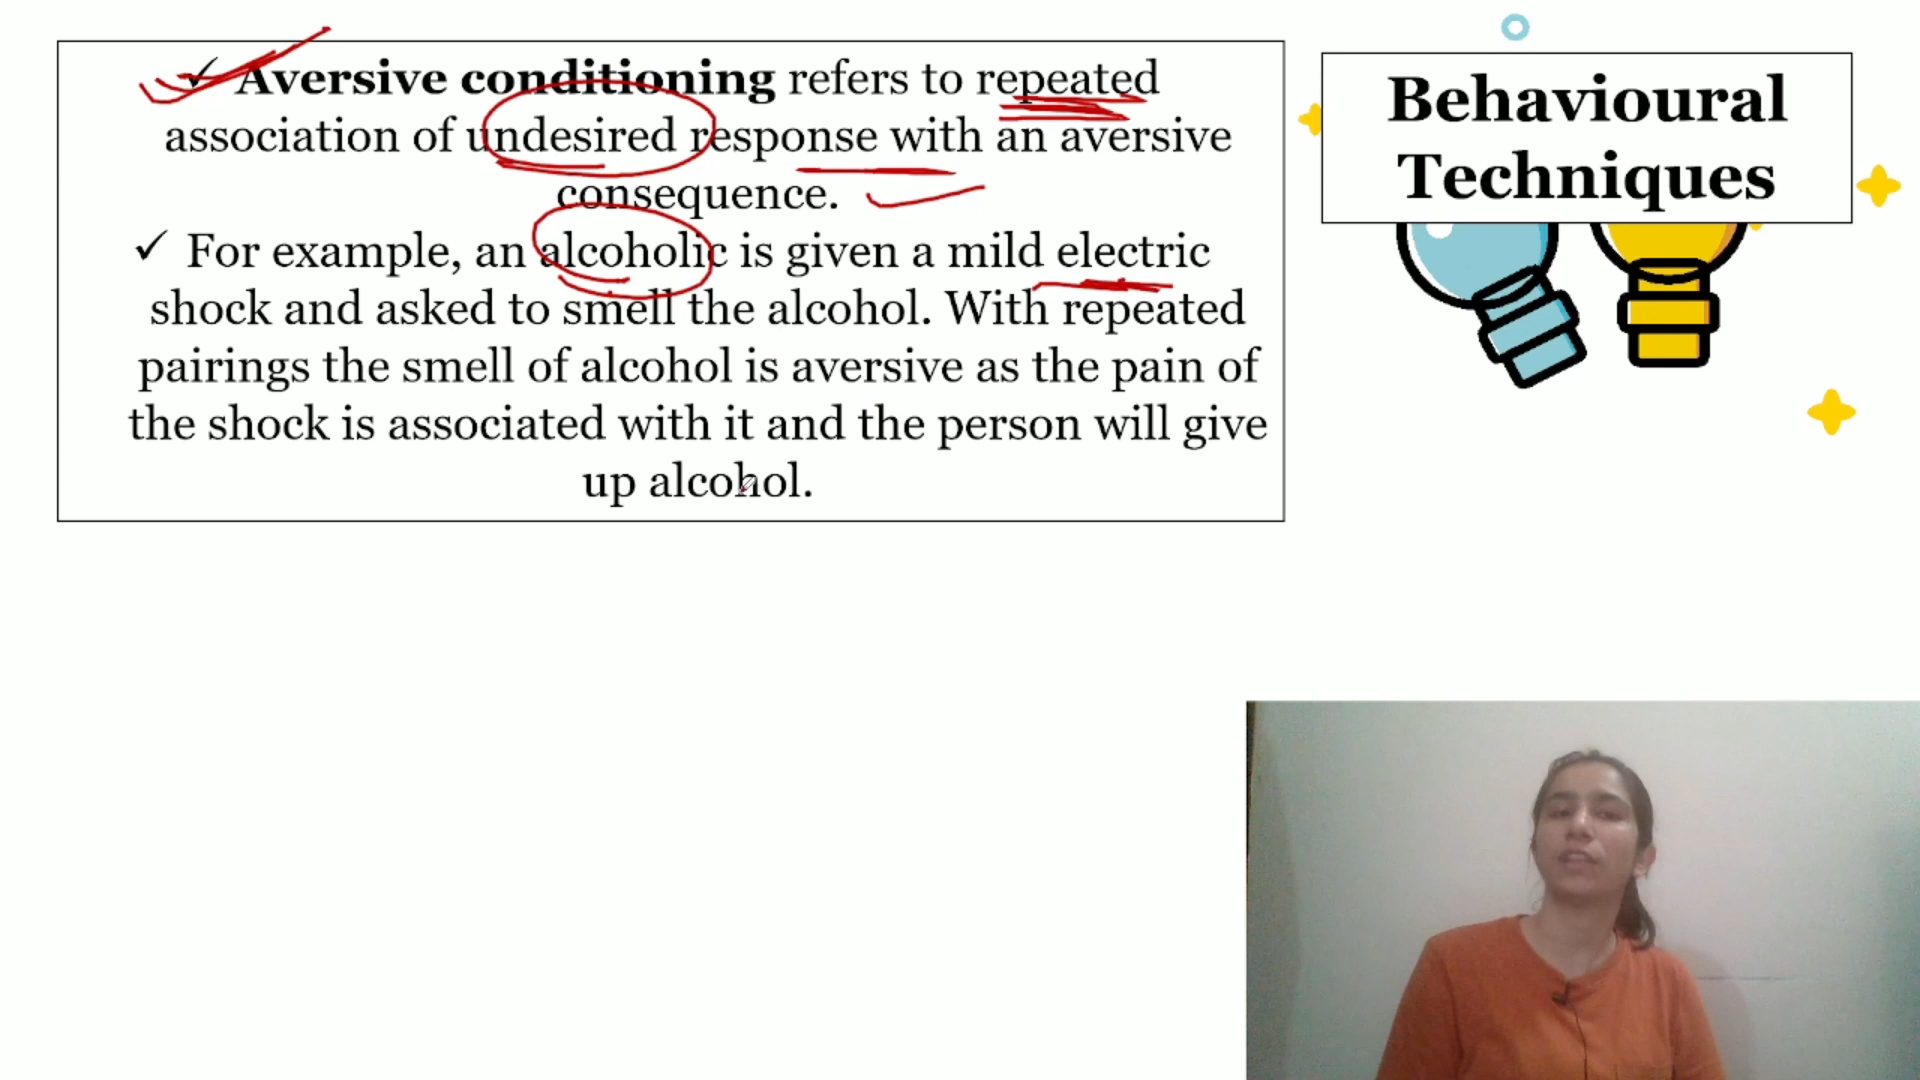 ✓ Aversive conditioning refers to repeated
association of undesired response with an aversive
consequence.
✓ For example, an alcoholic is given a mild electric
shock and asked to smell the alcohol. With repeated
pairings the smell of alcohol is aversive as the pain of
the shock is associated with it and the person will give
up alcohol.
Behavioural
Techniques